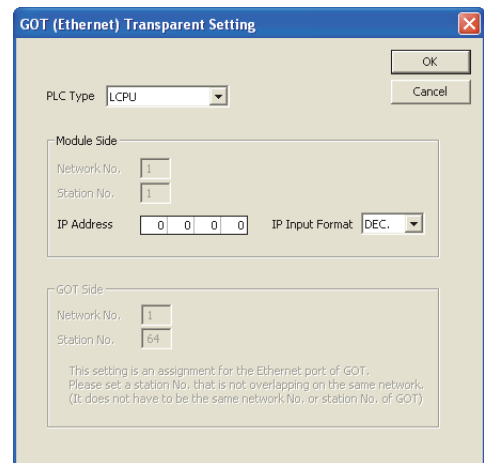 GOT (Ethernet) Transparent Setting
OK
PLC Type LCPU
Cancel
Module Side
Network No. 1
Station No. 1
IP Address 0 0 0 0 IP Input Format DEC.
GOT Side
Network No. 1
Station No. 64
This setting is an assignment for the Ethernet port of GOT.
Please set a station No. that is not overlapping on the same network.
(It does not have to be the same network No. or station No. of GOT)